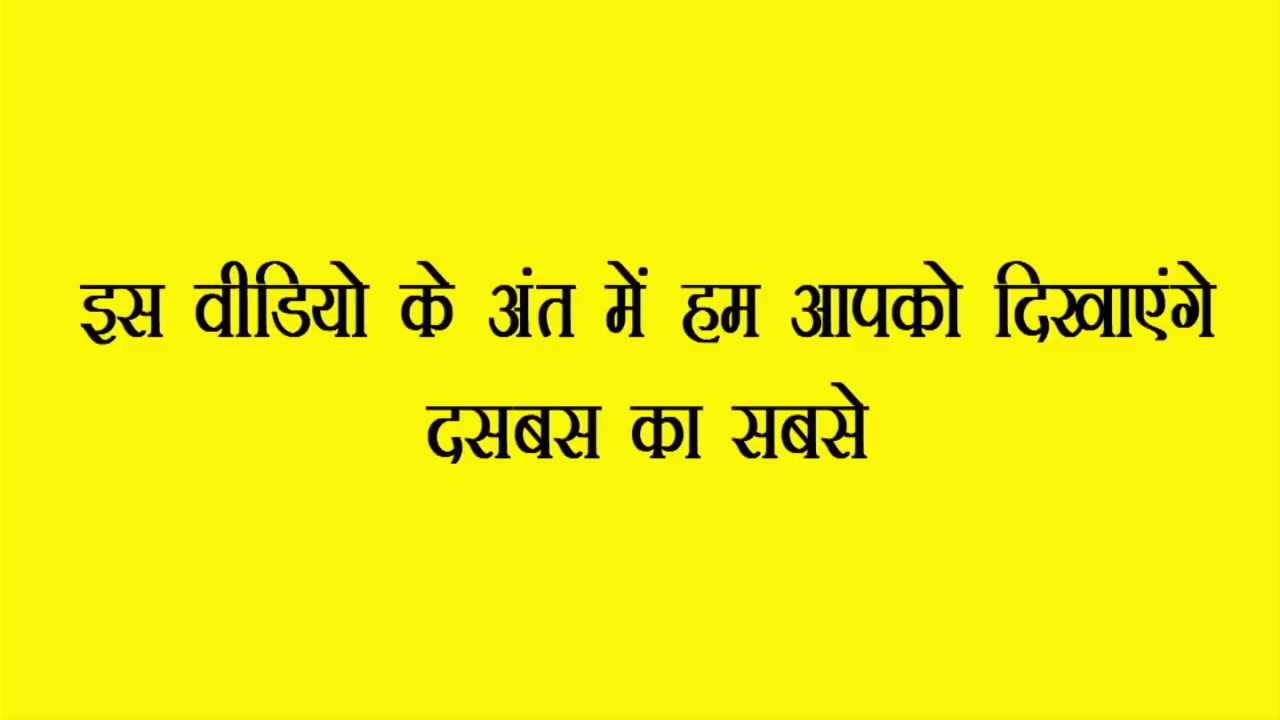 इस वीडियो के अंत में हम आपको दिखाएंगे
दसबस का सबसे